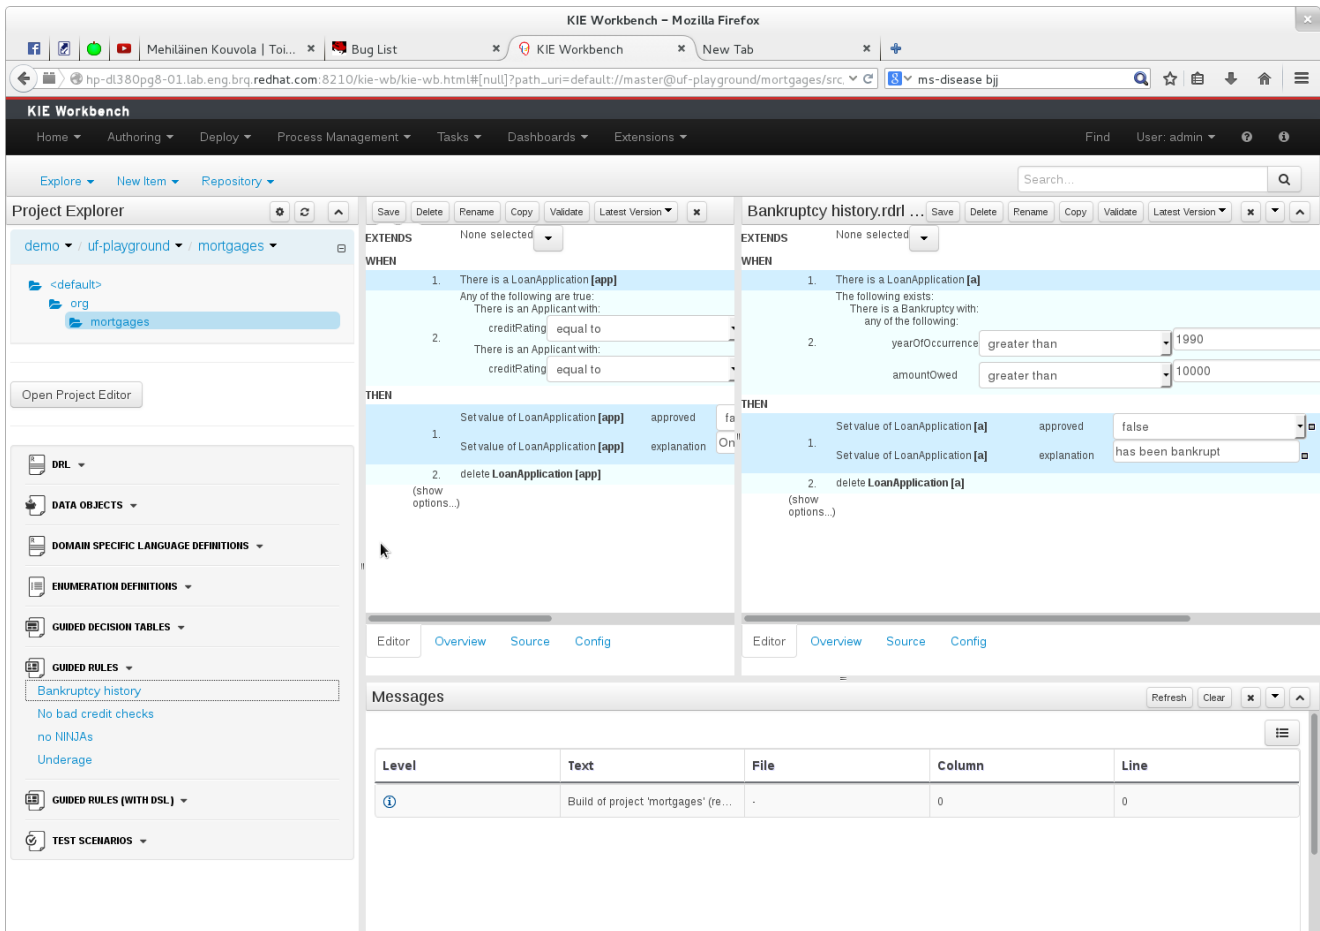 KIE Workbench - Mozilla Firefox
Mehiläinen Kouvola | Toi... × Bug List × KIE Workbench × New Tab ×
hp-dl380pg8-01.lab.eng.brq.redhat.com:8210/kie-wb/kie-wb.html#[null]?path_uri=default://master@uf-playground/mortgages/src. ms-disease bjj
KIE Workbench
Home Authoring Deploy Process Management Tasks Dashboards Extensions Find User: admin
Explore New Item Repository Search...
Project Explorer
demo / uf-playground / mortgages
<default>
org
mortgages
Open Project Editor
DRL
DATA OBJECTS
DOMAIN SPECIFIC LANGUAGE DEFINITIONS
ENUMERATION DEFINITIONS
GUIDED DECISION TABLES
GUIDED RULES
Bankruptcy history
No bad credit checks
no NINJAs
Underage
GUIDED RULES (WITH DSL)
TEST SCENARIOS
Save Delete Rename Copy Validate Latest Version
EXTENDS None selected
WHEN
1. There is a LoanApplication [app]
Any of the following are true:
There is an Applicant with:
2. creditRating equal to
There is an Applicant with:
creditRating equal to
THEN
1. Set value of LoanApplication [app] approved fa
Set value of LoanApplication [app] explanation On
2. delete LoanApplication [app]
(show
options...)
Editor Overview Source Config
Bankruptcy history.rdrl ... Save Delete Rename Copy Validate Latest Version
EXTENDS None selected
WHEN
1. There is a LoanApplication [a]
The following exists:
There is a Bankruptcy with:
any of the following:
2. yearOfOccurrence greater than 1990
amountOwed greater than 10000
THEN
1. Set value of LoanApplication [a] approved false
Set value of LoanApplication [a] explanation has been bankrupt
2. delete LoanApplication [a]
(show
options...)
Editor Overview Source Config
Messages Refresh Clear
Level Text File Column Line
Build of project 'mortgages' (re... - 0 0